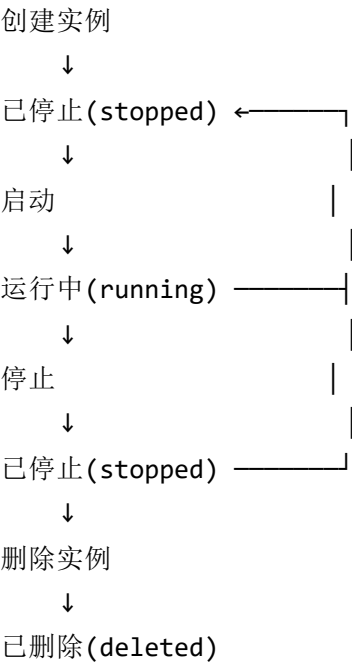 创建实例
↓
已停止(stopped) ←──────┐
↓ │
启动 │
↓ │
运行中(running) ───────┤
↓ │
停止 │
↓ │
已停止(stopped) ───────┘
↓
删除实例
↓
已删除(deleted)